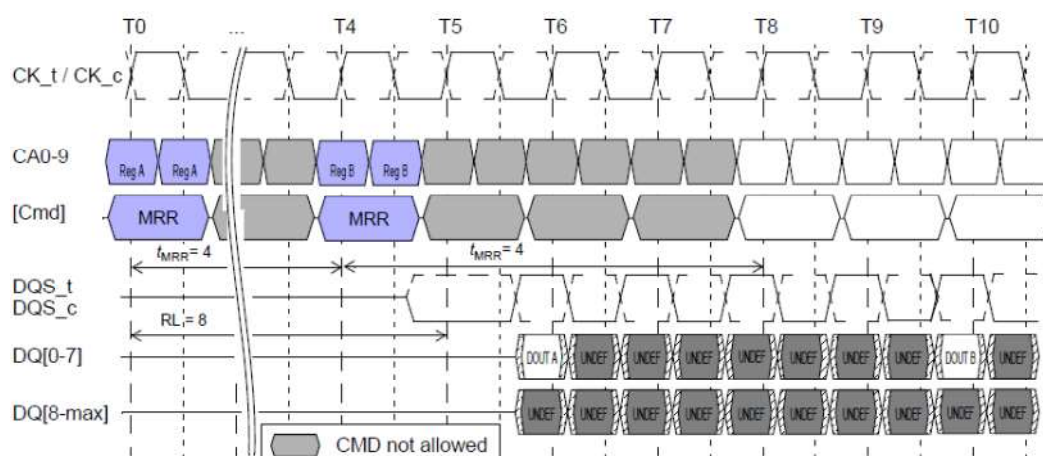 T0 ... T4 T5 T6 T7 T8 T9 T10
CK_t / CK_c
CA0-9 Reg A Reg A Reg B Reg B
[Cmd] MRR MRR
tMRR= 4 tMRR= 4
DQS_t
DQS_c
RL = 8
DQ[0-7] DOUT A UNDEF UNDEF UNDEF UNDEF UNDEF UNDEF UNDEF DOUT B UNDEF
DQ[8-max] UNDEF UNDEF UNDEF UNDEF UNDEF UNDEF UNDEF UNDEF UNDEF UNDEF
CMD not allowed